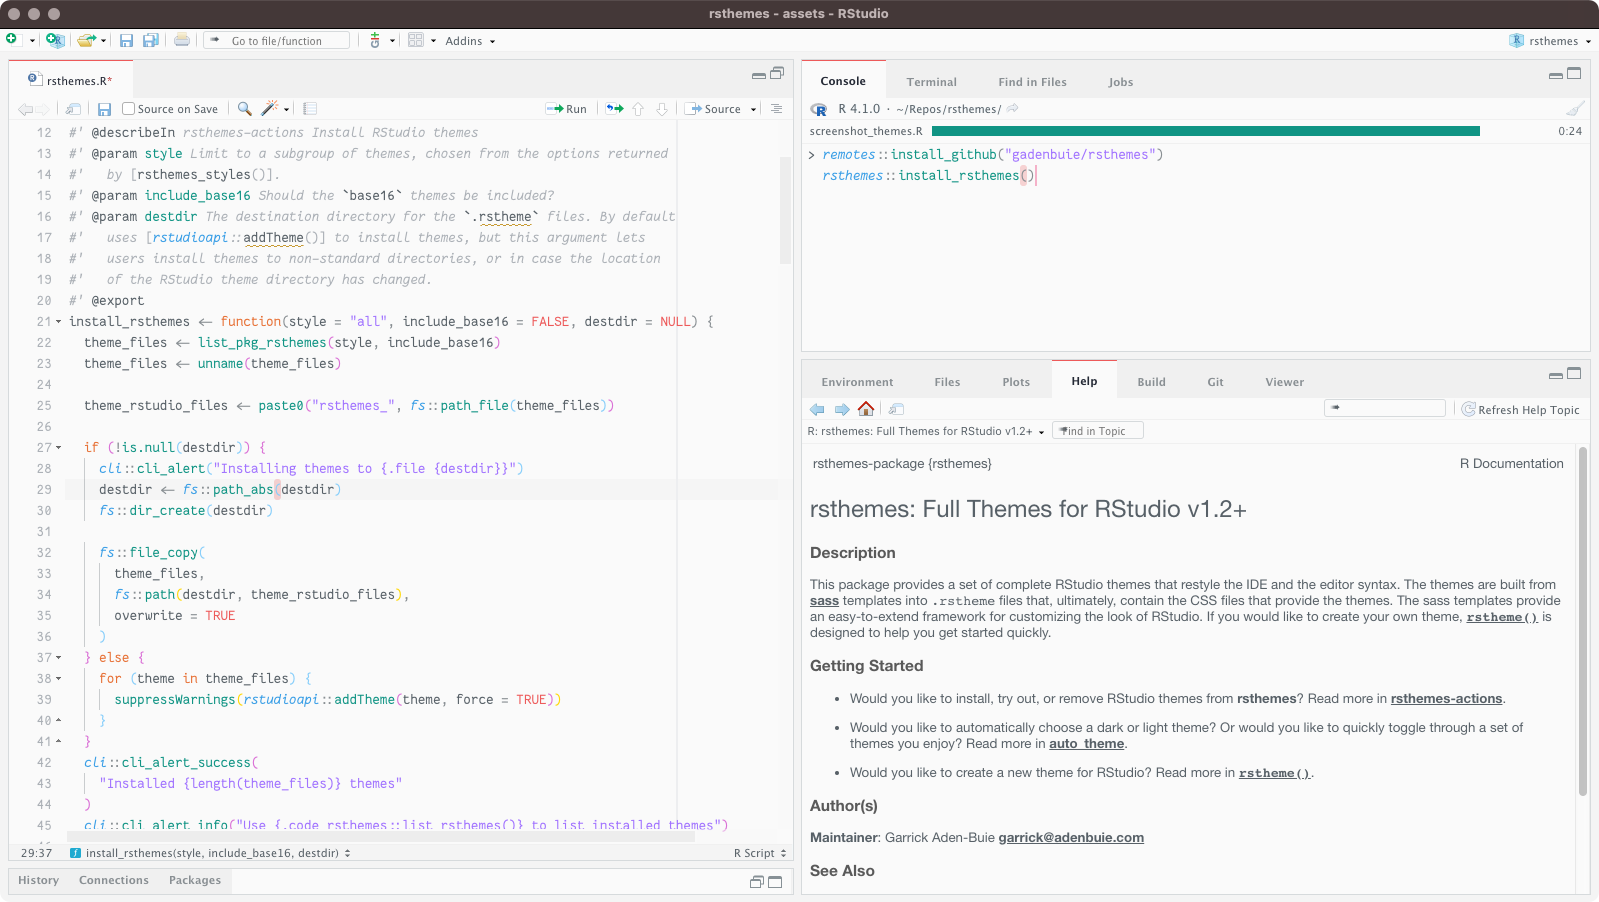 rsthemes - assets - RStudio
Go to file/function
Addins
rsthemes
rsthemes.R*
Source on Save
Run
Source
12 #' @describeIn rsthemes-actions Install RStudio themes
13 #' @param style Limit to a subgroup of themes, chosen from the options returned
14 #'   by [rsthemes_styles()].
15 #' @param include_base16 Should the `base16` themes be included?
16 #' @param destdir The destination directory for the `.rstheme` files. By default
17 #'   uses [rstudioapi::addTheme()] to install themes, but this argument lets
18 #'   users install themes to non-standard directories, or in case the location
19 #'   of the RStudio theme directory has changed.
20 #' @export
21 install_rsthemes <- function(style = "all", include_base16 = FALSE, destdir = NULL) {
22   theme_files <- list_pkg_rsthemes(style, include_base16)
23   theme_files <- unname(theme_files)
24
25   theme_rstudio_files <- paste0("rsthemes_", fs::path_file(theme_files))
26
27   if (!is.null(destdir)) {
28     cli::cli_alert("Installing themes to {.file {destdir}}")
29     destdir <- fs::path_abs(destdir)
30     fs::dir_create(destdir)
31
32     fs::file_copy(
33       theme_files,
34       fs::path(destdir, theme_rstudio_files),
35       overwrite = TRUE
36     )
37   } else {
38     for (theme in theme_files) {
39       suppressWarnings(rstudioapi::addTheme(theme, force = TRUE))
40     }
41   }
42   cli::cli_alert_success(
43     "Installed {length(theme_files)} themes"
44   )
45   cli::cli_alert_info("Use {.code rsthemes::list_rsthemes()} to list installed themes")
29:37 install_rsthemes(style, include_base16, destdir) R Script
History Connections Packages
Console Terminal Find in Files Jobs
R 4.1.0 · ~/Repos/rsthemes/
screenshot_themes.R 0:24
> remotes::install_github("gadenbuie/rsthemes")
rsthemes::install_rsthemes()
Environment Files Plots Help Build Git Viewer
Refresh Help Topic
R: rsthemes: Full Themes for RStudio v1.2+ Find in Topic
rsthemes-package {rsthemes} R Documentation
rsthemes: Full Themes for RStudio v1.2+
Description
This package provides a set of complete RStudio themes that restyle the IDE and the editor syntax. The themes are built from
sass templates into .rstheme files that, ultimately, contain the CSS files that provide the themes. The sass templates provide
an easy-to-extend framework for customizing the look of RStudio. If you would like to create your own theme, rstheme() is
designed to help you get started quickly.
Getting Started
• Would you like to install, try out, or remove RStudio themes from rsthemes? Read more in rsthemes-actions.
• Would you like to automatically choose a dark or light theme? Or would you like to quickly toggle through a set of
themes you enjoy? Read more in auto_theme.
• Would you like to create a new theme for RStudio? Read more in rstheme().
Author(s)
Maintainer: Garrick Aden-Buie garrick@adenbuie.com
See Also